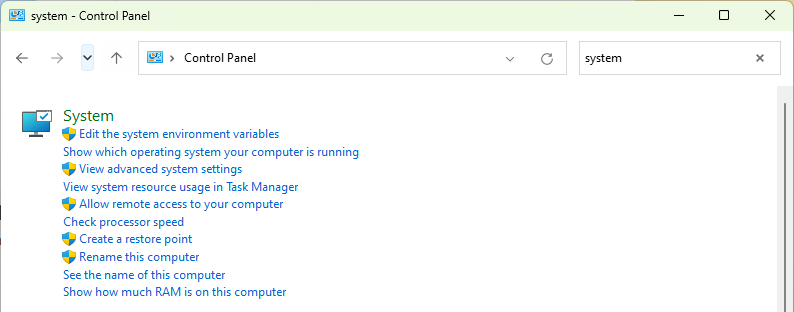 system - Control Panel
Control Panel
system
System
Edit the system environment variables
Show which operating system your computer is running
View advanced system settings
View system resource usage in Task Manager
Allow remote access to your computer
Check processor speed
Create a restore point
Rename this computer
See the name of this computer
Show how much RAM is on this computer